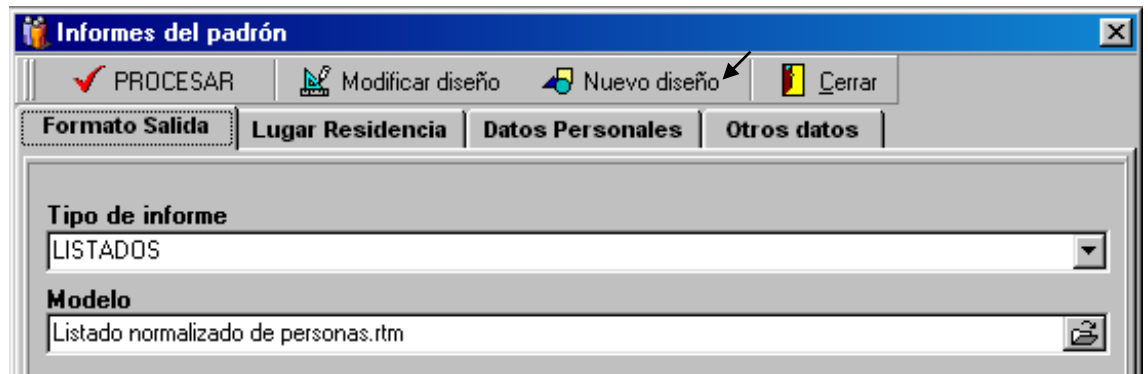 Informes del padrón
PROCESAR Modificar diseño Nuevo diseño Cerrar
Formato Salida Lugar Residencia Datos Personales Otros datos
Tipo de informe
LISTADOS
Modelo
Listado normalizado de personas.rtm